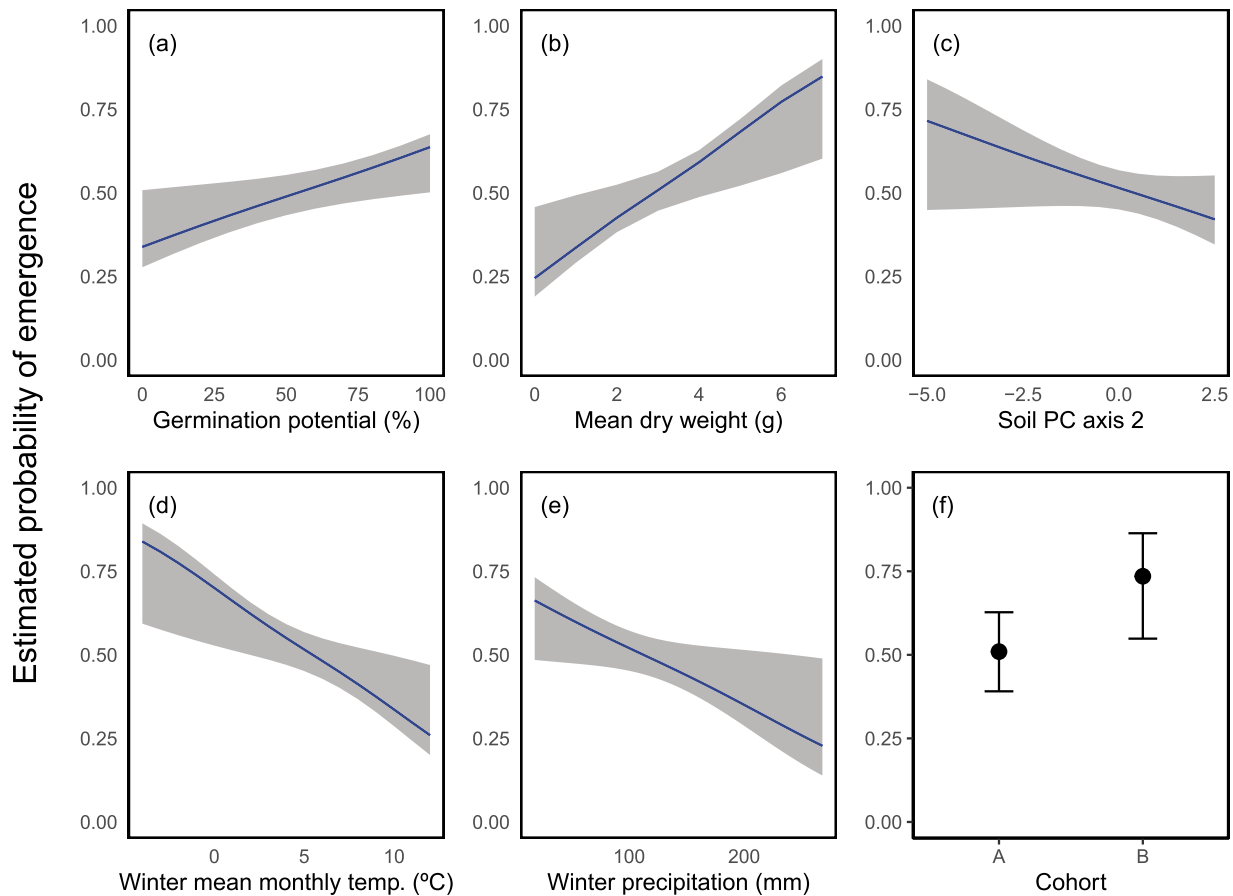 Estimated probability of emergence
(a)
1.00
0.75
0.50
0.25
0.00
0 25 50 75 100
Germination potential (%)
(b)
1.00
0.75
0.50
0.25
0.00
0 2 4 6
Mean dry weight (g)
(c)
1.00
0.75
0.50
0.25
0.00
−5.0 −2.5 0.0 2.5
Soil PC axis 2
(d)
1.00
0.75
0.50
0.25
0.00
0 5 10
Winter mean monthly temp. (ºC)
(e)
1.00
0.75
0.50
0.25
0.00
100 200
Winter precipitation (mm)
(f)
1.00
0.75
0.50
0.25
0.00
A B
Cohort